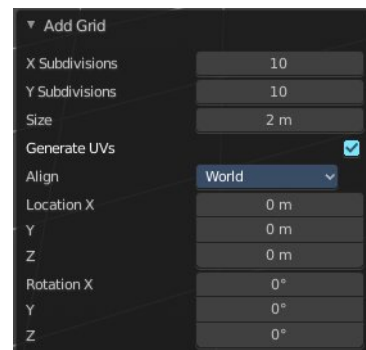 Add Grid
X Subdivisions 10
Y Subdivisions 10
Size 2 m
Generate UVs
Align World
Location X 0 m
Y 0 m
Z 0 m
Rotation X 0°
Y 0°
Z 0°